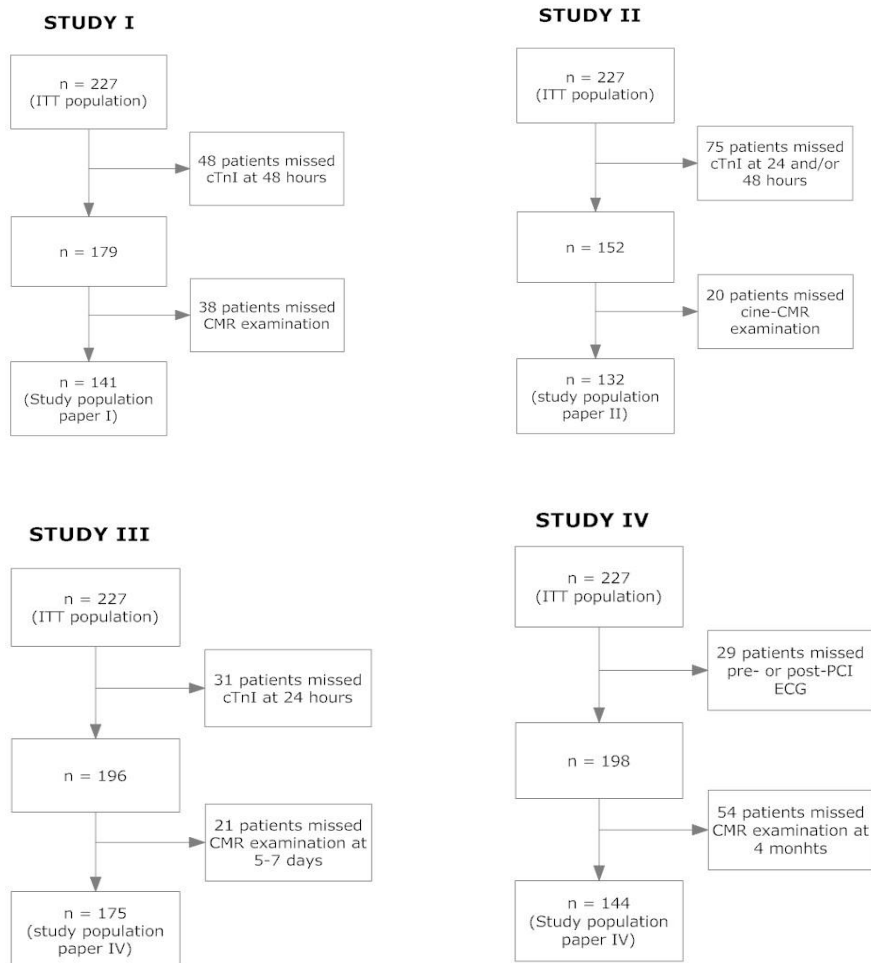 STUDY I
n = 227
(ITT population)
48 patients missed
cTnI at 48 hours
n = 179
38 patients missed
CMR examination
n = 141
(Study population
paper I)
STUDY II
n = 227
(ITT population)
75 patients missed
cTnI at 24 and/or
48 hours
n = 152
20 patients missed
cine-CMR
examination
n = 132
(study population
paper II)
STUDY III
n = 227
(ITT population)
31 patients missed
cTnI at 24 hours
n = 196
21 patients missed
CMR examination at
5-7 days
n = 175
(study population
paper IV)
STUDY IV
n = 227
(ITT population)
29 patients missed
pre- or post-PCI
ECG
n = 198
54 patients missed
CMR examination at
4 monhts
n = 144
(Study population
paper IV)